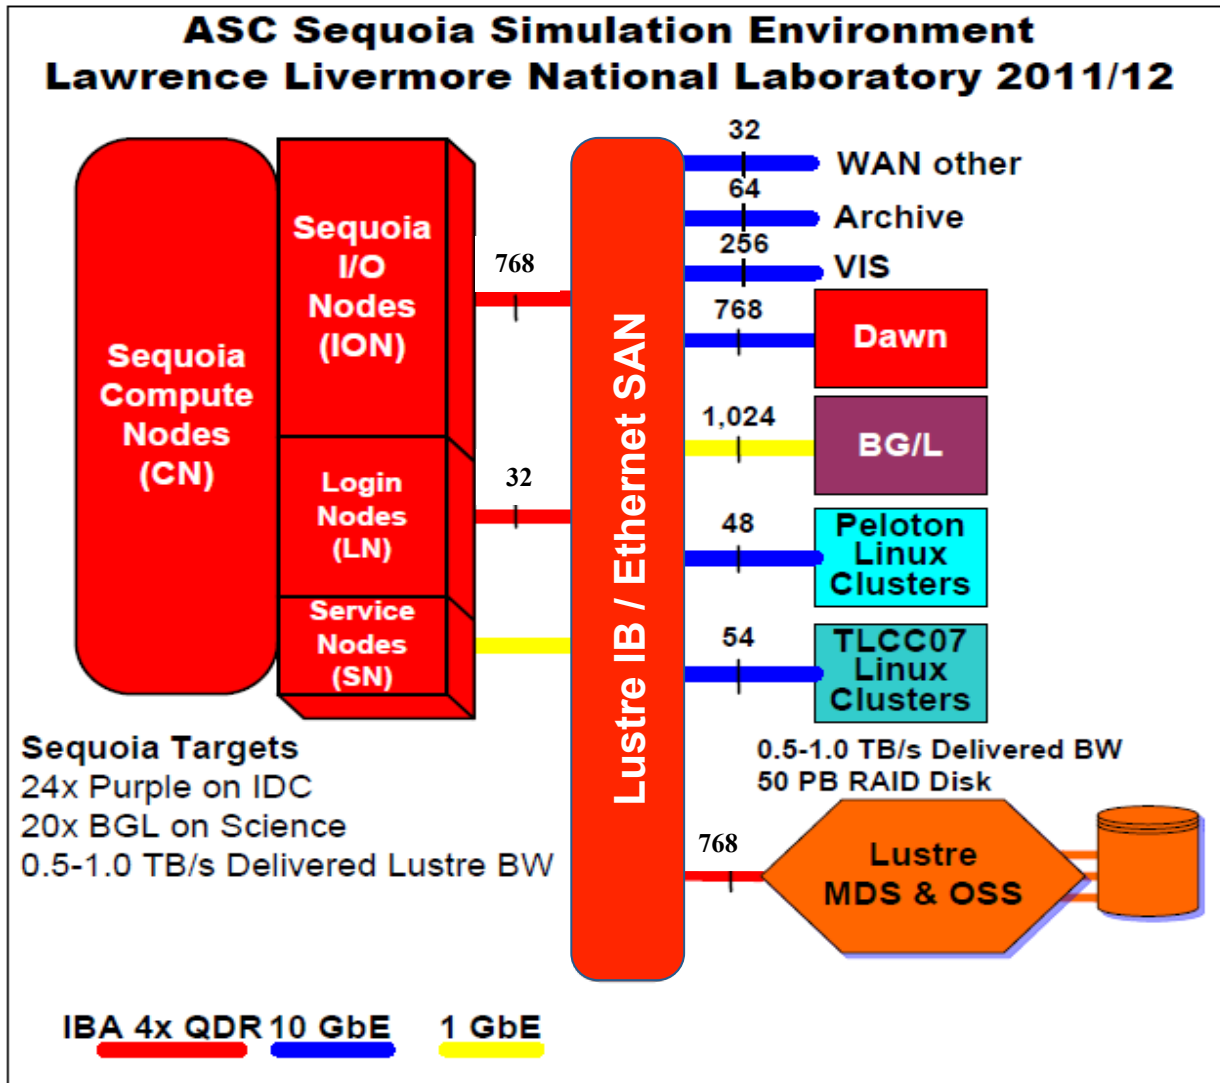 ASC Sequoia Simulation Environment
Lawrence Livermore National Laboratory 2011/12
Sequoia
Compute
Nodes
(CN)
Sequoia
I/O
Nodes
(ION)
Login
Nodes
(LN)
Service
Nodes
(SN)
768
32
Lustre IB / Ethernet SAN
32
WAN other
64
Archive
256
VIS
768
Dawn
1,024
BG/L
48
Peloton
Linux
Clusters
54
TLCC07
Linux
Clusters
Sequoia Targets
24x Purple on IDC
20x BGL on Science
0.5-1.0 TB/s Delivered Lustre BW
0.5-1.0 TB/s Delivered BW
50 PB RAID Disk
768
Lustre
MDS & OSS
IBA 4x QDR
10 GbE
1 GbE